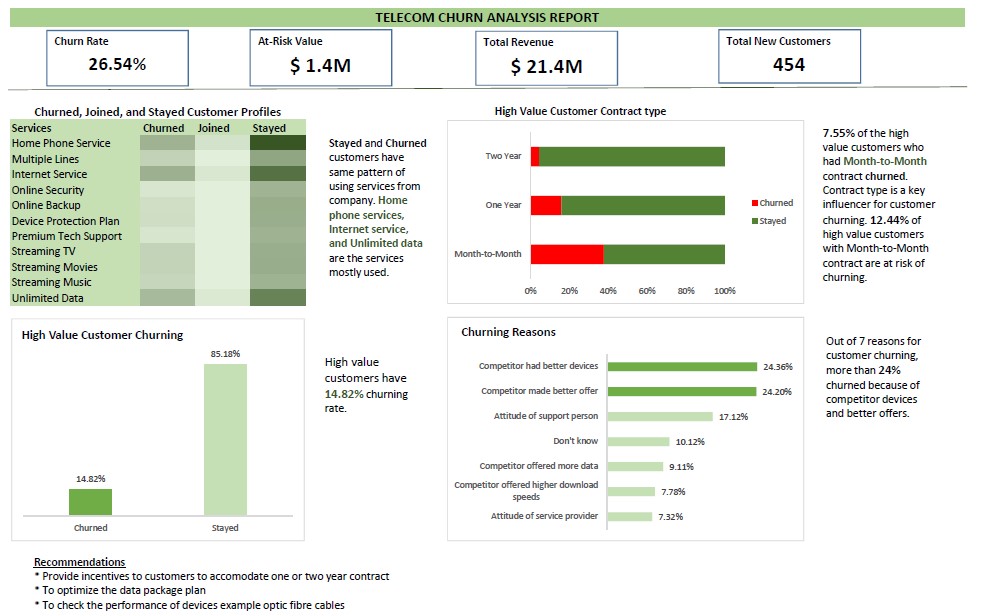 TELECOM CHURN ANALYSIS REPORT
Churn Rate
26.54%
At-Risk Value
$ 1.4M
Total Revenue
$ 21.4M
Total New Customers
454
Churned, Joined, and Stayed Customer Profiles
Services Churned Joined Stayed
Home Phone Service
Multiple Lines
Internet Service
Online Security
Online Backup
Device Protection Plan
Premium Tech Support
Streaming TV
Streaming Movies
Streaming Music
Unlimited Data
Stayed and Churned
customers have
same pattern of
using services from
company. Home
phone services,
Internet service,
and Unlimited data
are the services
mostly used.
High Value Customer Contract type
Two Year
One Year
Month-to-Month
0% 20% 40% 60% 80% 100%
Churned
Stayed
7.55% of the high
value customers who
had Month-to-Month
contract churned.
Contract type is a key
influencer for customer
churning. 12.44% of
high value customers
with Month-to-Month
contract are at risk of
churning.
High Value Customer Churning
85.18%
14.82%
Churned Stayed
High value
customers have
14.82% churning
rate.
Churning Reasons
Competitor had better devices 24.36%
Competitor made better offer 24.20%
Attitude of support person 17.12%
Don't know 10.12%
Competitor offered more data 9.11%
Competitor offered higher download
speeds 7.78%
Attitude of service provider 7.32%
Out of 7 reasons for
customer churning,
more than 24%
churned because of
competitor devices
and better offers.
Recommendations
* Provide incentives to customers to accomodate one or two year contract
* To optimize the data package plan
* To check the performance of devices example optic fibre cables